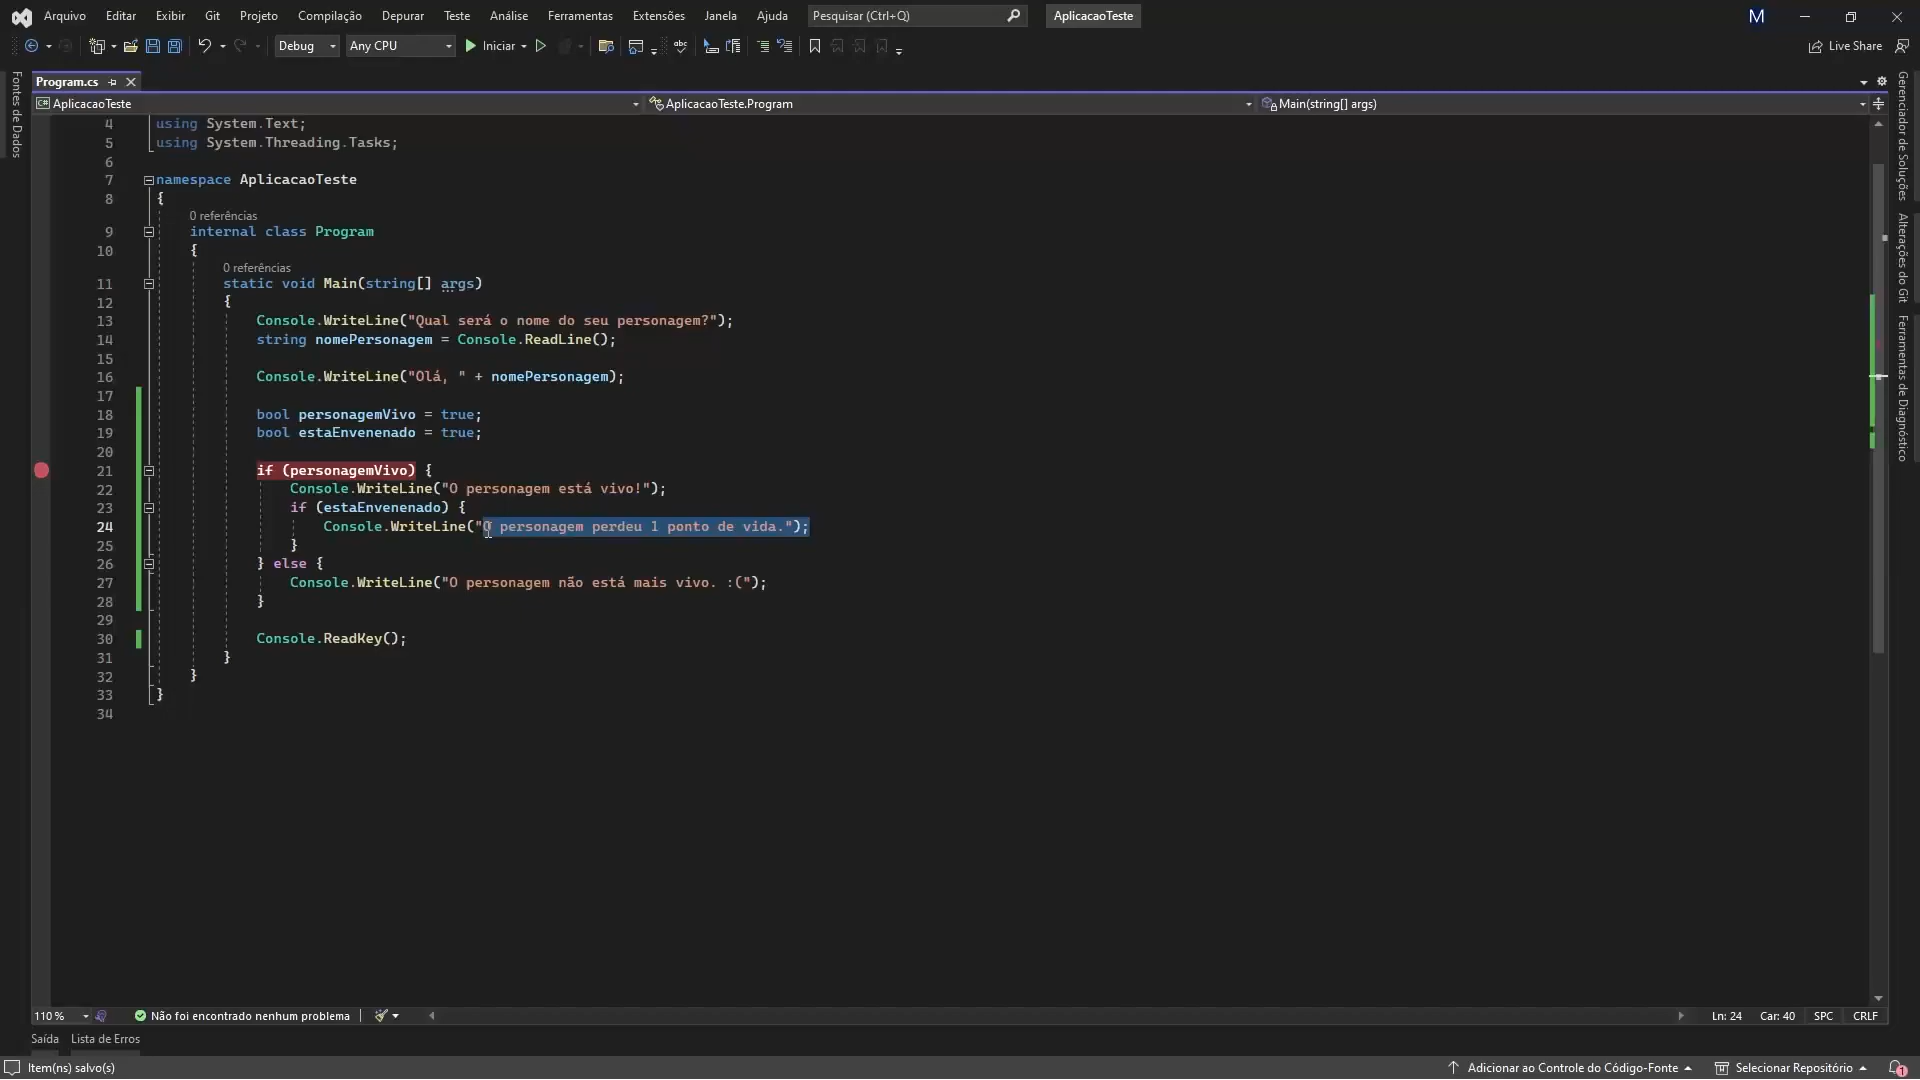 Arquivo Editar Exibir Git Projeto Compilação Depurar Teste Análise Ferramentas Extensões Janela Ajuda Pesquisar (Ctrl+Q) AplicacaoTeste M
Debug Any CPU Iniciar Live Share
Program.cs
AplicacaoTeste AplicacaoTeste.Program Main(string[] args)
Fontes de Dados
4 using System.Text;
5 using System.Threading.Tasks;
6
7 namespace AplicacaoTeste
8 {
0 referências
9 internal class Program
10 {
0 referências
11 static void Main(string[] args)
12 {
13 Console.WriteLine("Qual será o nome do seu personagem?");
14 string nomePersonagem = Console.ReadLine();
15
16 Console.WriteLine("Olá, " + nomePersonagem);
17
18 bool personagemVivo = true;
19 bool estaEnvenenado = true;
20
21 if (personagemVivo) {
22 Console.WriteLine("O personagem está vivo!");
23 if (estaEnvenenado) {
24 Console.WriteLine("O personagem perdeu 1 ponto de vida.");
25 }
26 } else {
27 Console.WriteLine("O personagem não está mais vivo. :(");
28 }
29
30 Console.ReadKey();
31 }
32 }
33 }
34
Gerenciador de Soluções
Alterações do Git
Ferramentas de Diagnóstico
110 % Não foi encontrado nenhum problema Ln: 24 Car: 40 SPC CRLF
Saída Lista de Erros
Item(ns) salvo(s) Adicionar ao Controle do Código-Fonte Selecionar Repositório 1